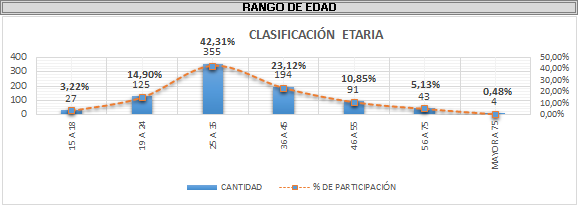 RANGO DE EDAD
CLASIFICACIÓN ETARIA
400
300
200
100
0
50,00%
40,00%
30,00%
20,00%
10,00%
0,00%
3,22%
27
14,90%
125
42,31%
355
23,12%
194
10,85%
91
5,13%
43
0,48%
4
15 A 18
19 A 24
25 A 35
36 A 45
46 A 55
56 A 75
MAYOR A 75
CANTIDAD
% DE PARTICIPACIÓN